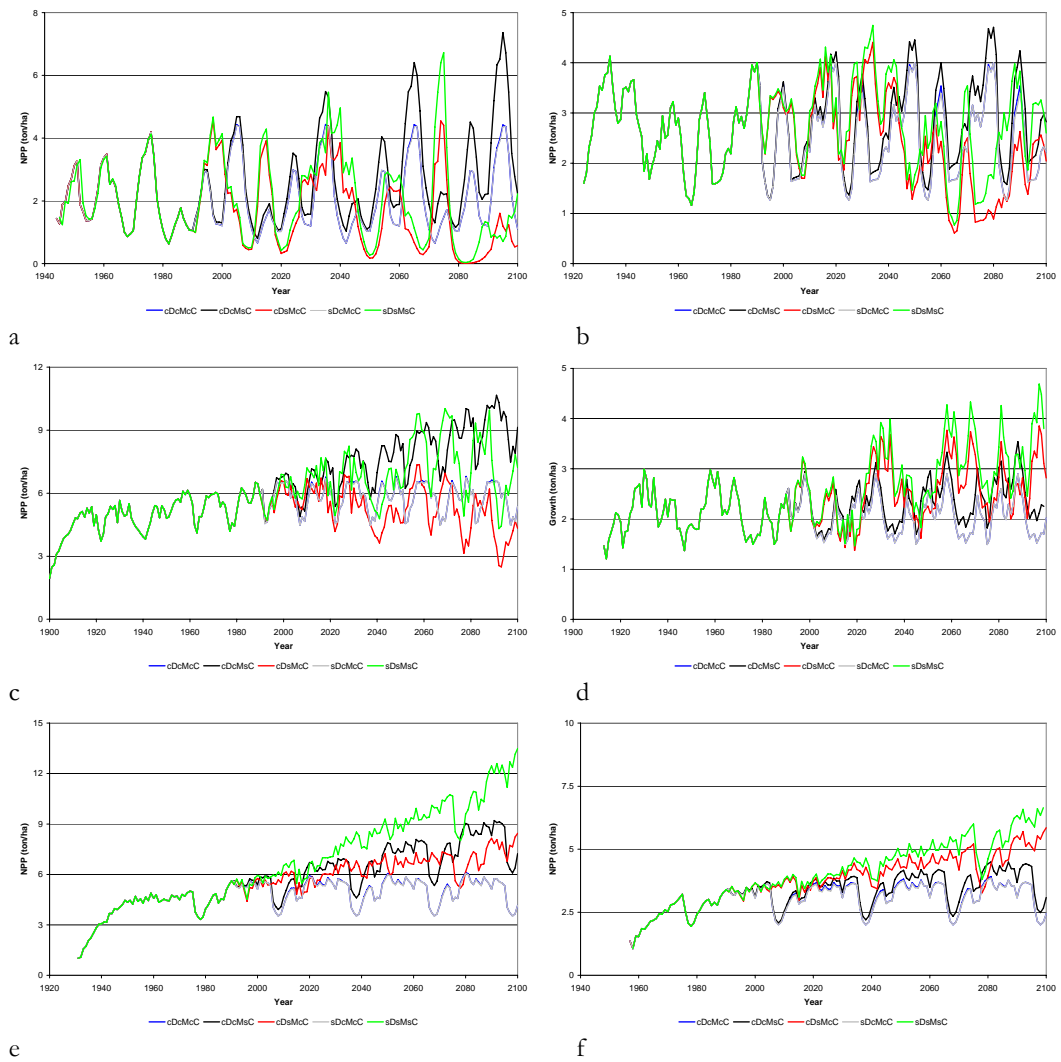 8
6
4
2
0
NPP (ton/ha)
1940 1960 1980 2000 2020 2040 2060 2080 2100
Year
cDcMcC cDcMsC cDsMcC sDcMcC sDsMsC
a
5
4
3
2
1
0
NPP (ton/ha)
1920 1940 1960 1980 2000 2020 2040 2060 2080 2100
Year
cDcMcC cDcMsC cDsMcC sDcMcC sDsMsC
b
12
9
6
3
0
NPP (ton/ha)
1900 1920 1940 1960 1980 2000 2020 2040 2060 2080 2100
Year
cDcMcC cDcMsC cDsMcC sDcMcC sDsMsC
c
5
4
3
2
1
0
Growth (ton/ha)
1900 1920 1940 1960 1980 2000 2020 2040 2060 2080 2100
Year
cDcMcC cDcMsC cDsMcC sDcMcC sDsMsC
d
15
12
9
6
3
0
NPP (ton/ha)
1920 1940 1960 1980 2000 2020 2040 2060 2080 2100
Year
cDcMcC cDcMsC cDsMcC sDcMcC sDsMsC
e
10
7.5
5
2.5
0
NPP (ton/ha)
1940 1960 1980 2000 2020 2040 2060 2080 2100
Year
cDcMcC cDcMsC cDsMcC sDcMcC sDsMsC
f